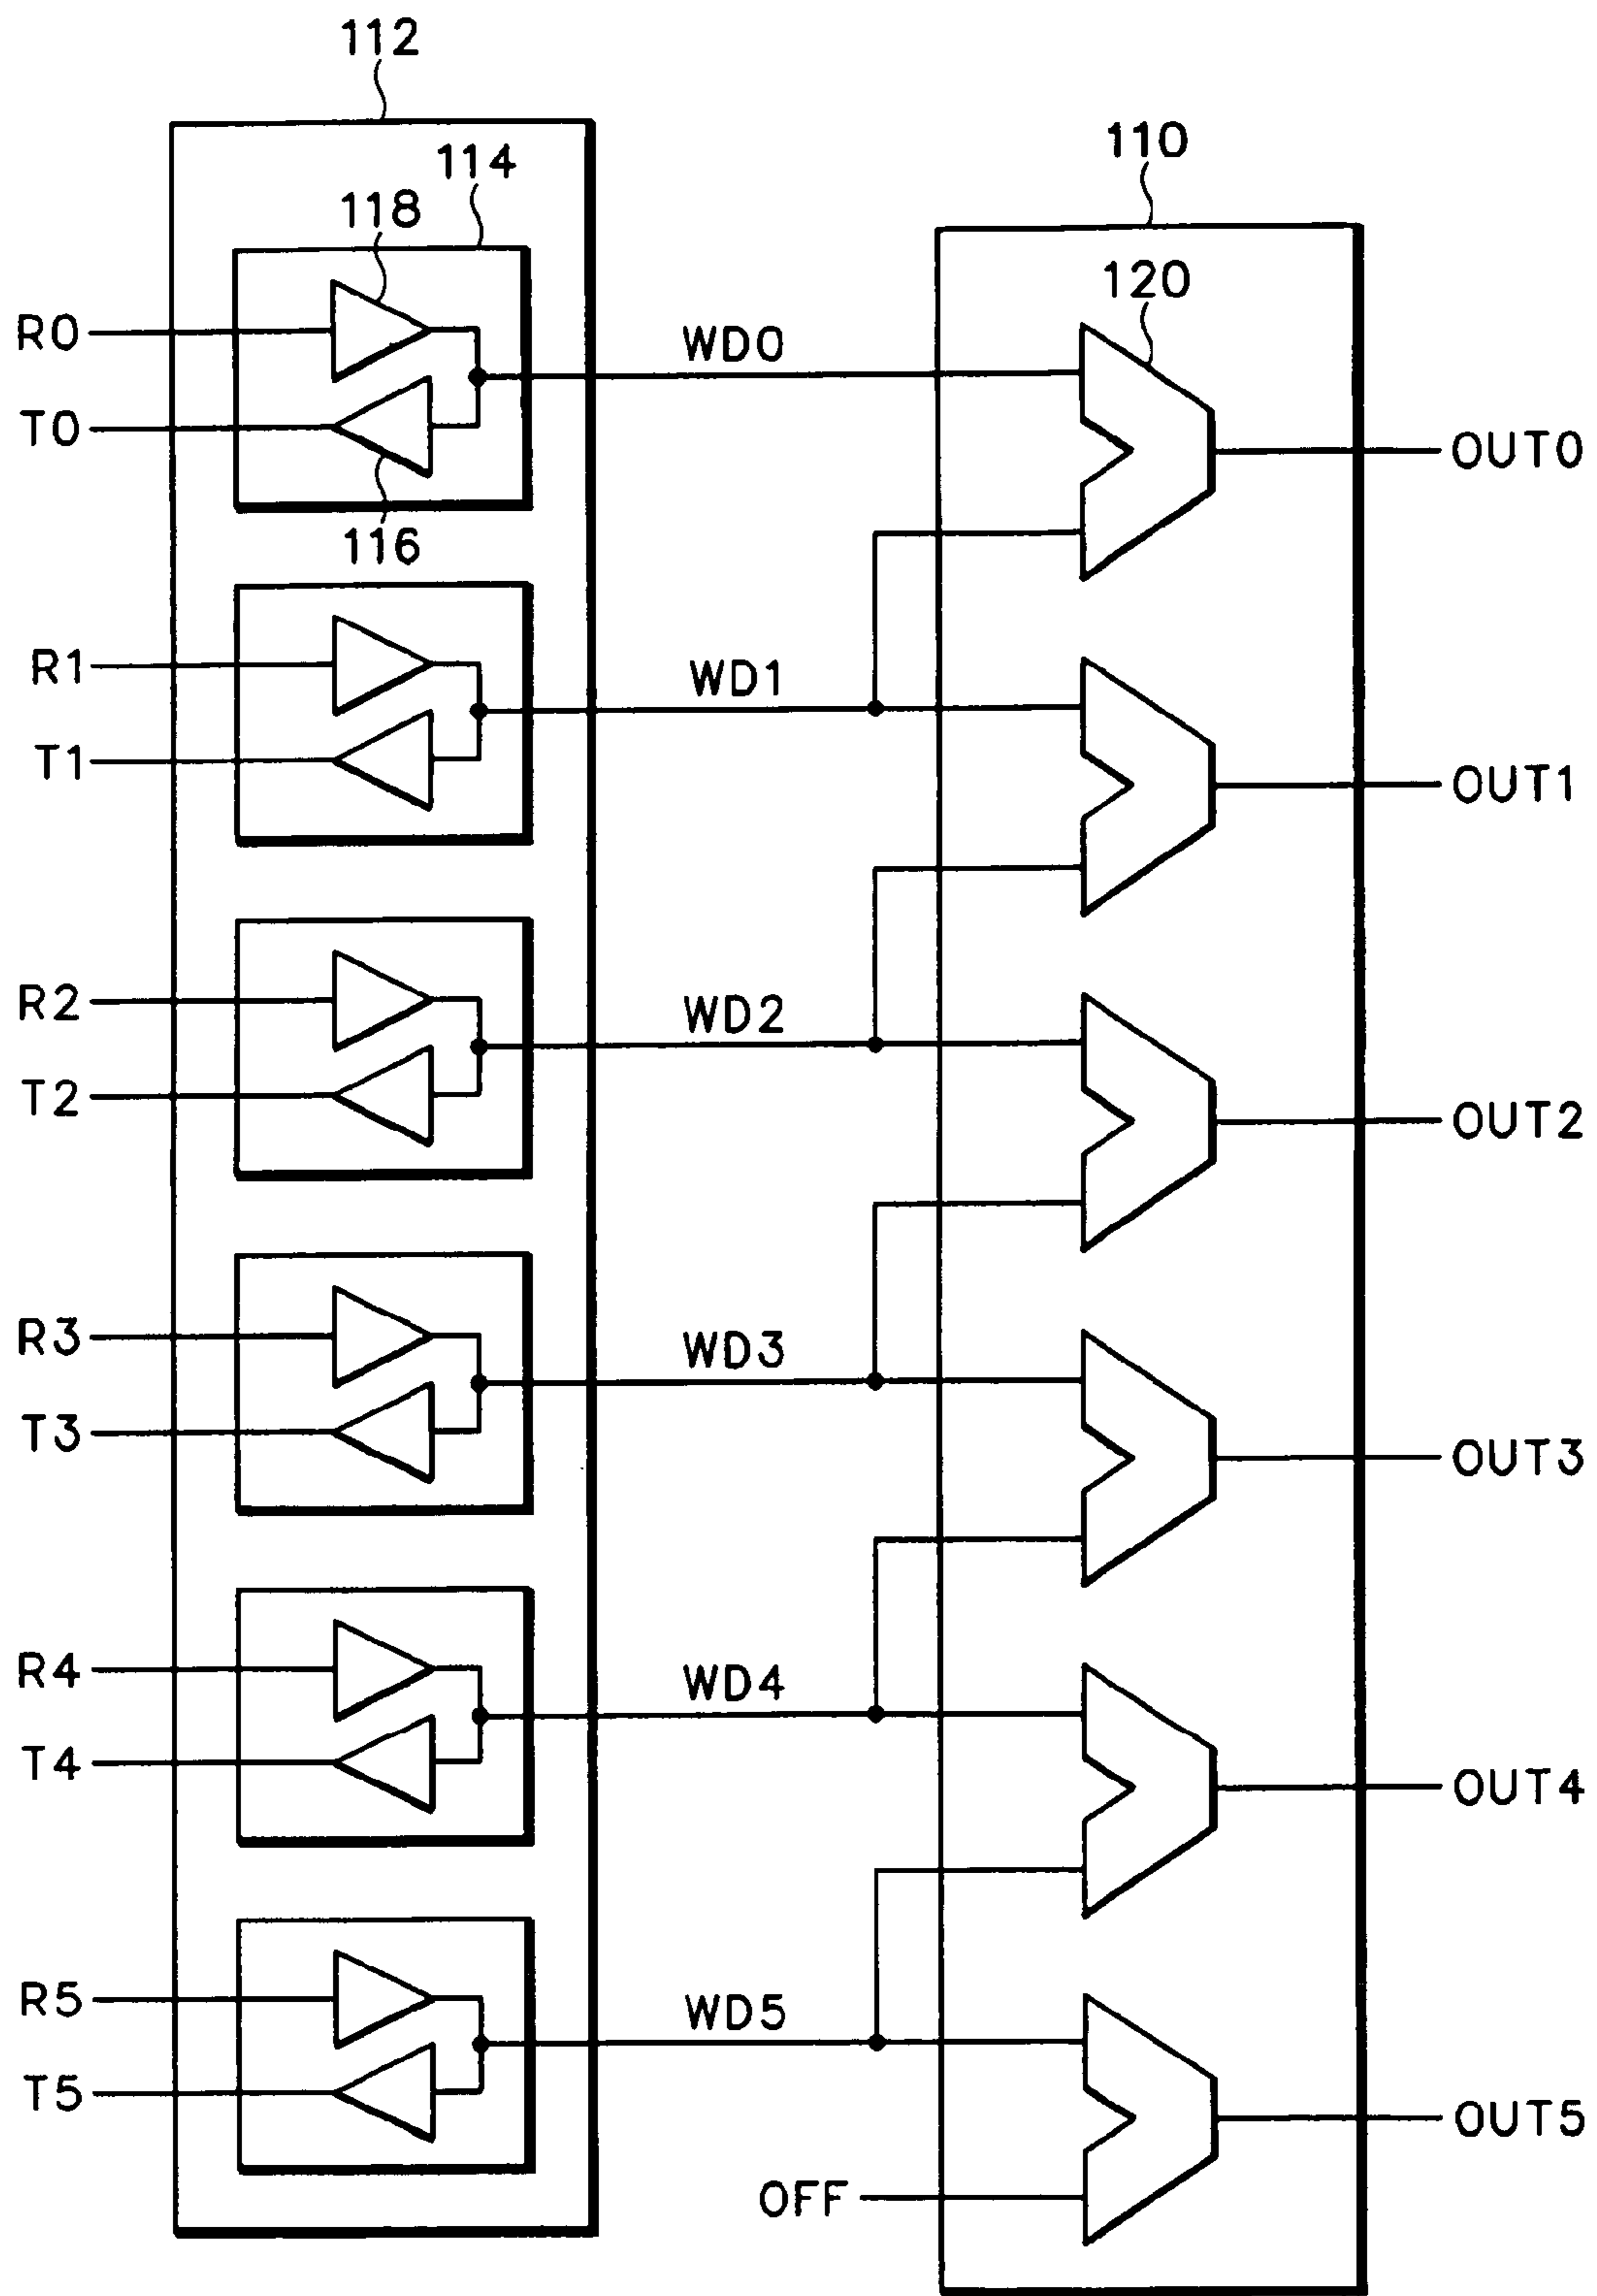 112
110
114
118
120
R0
WD0
T0
OUT0
116
R1
WD1
T1
OUT1
R2
WD2
T2
OUT2
R3
WD3
T3
OUT3
R4
WD4
T4
OUT4
R5
WD5
T5
OUT5
OFF